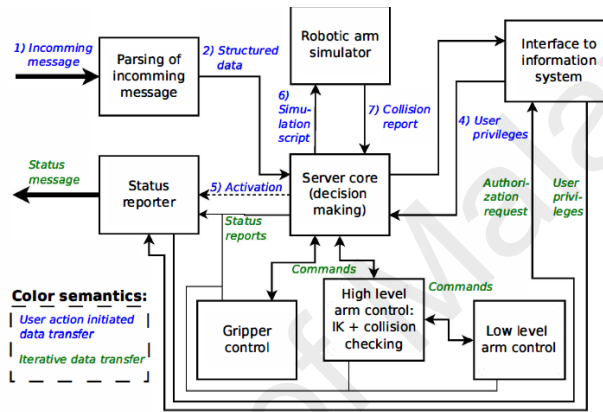 1) Incomming
message
Parsing of
incomming
message
2) Structured
data
Robotic arm
simulator
Interface to
information
system
6)
Simu-
lation
script
7) Collision
report
4) User
privileges
Status
message
Status
reporter
5) Activation
Server core
(decision
making)
Status
reports
Authori-
zation
request
User
privi-
leges
Commands
Commands
Color semantics:
User action initiated
data transfer
Iterative data transfer
Gripper
control
High level
arm control:
IK + collision
checking
Low level
arm control
of Mala